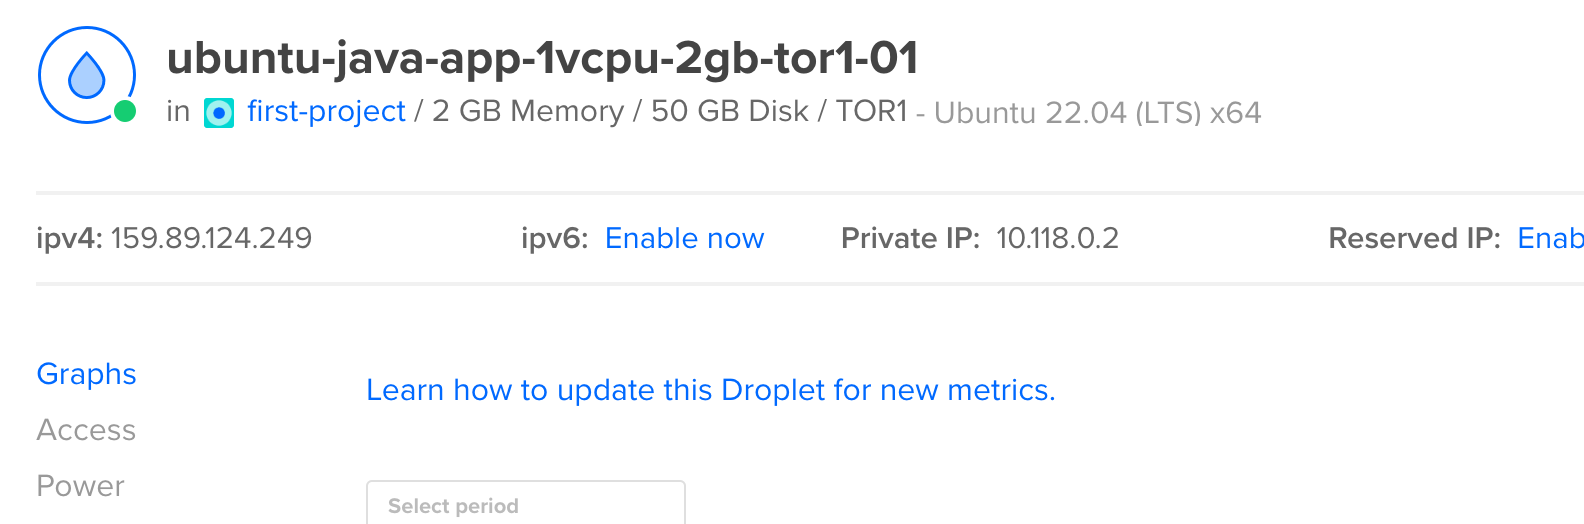 ubuntu-java-app-1vcpu-2gb-tor1-01
in first-project / 2 GB Memory / 50 GB Disk / TOR1 - Ubuntu 22.04 (LTS) x64
ipv4: 159.89.124.249 ipv6: Enable now Private IP: 10.118.0.2 Reserved IP: Enab
Graphs
Learn how to update this Droplet for new metrics.
Access
Power
Select period